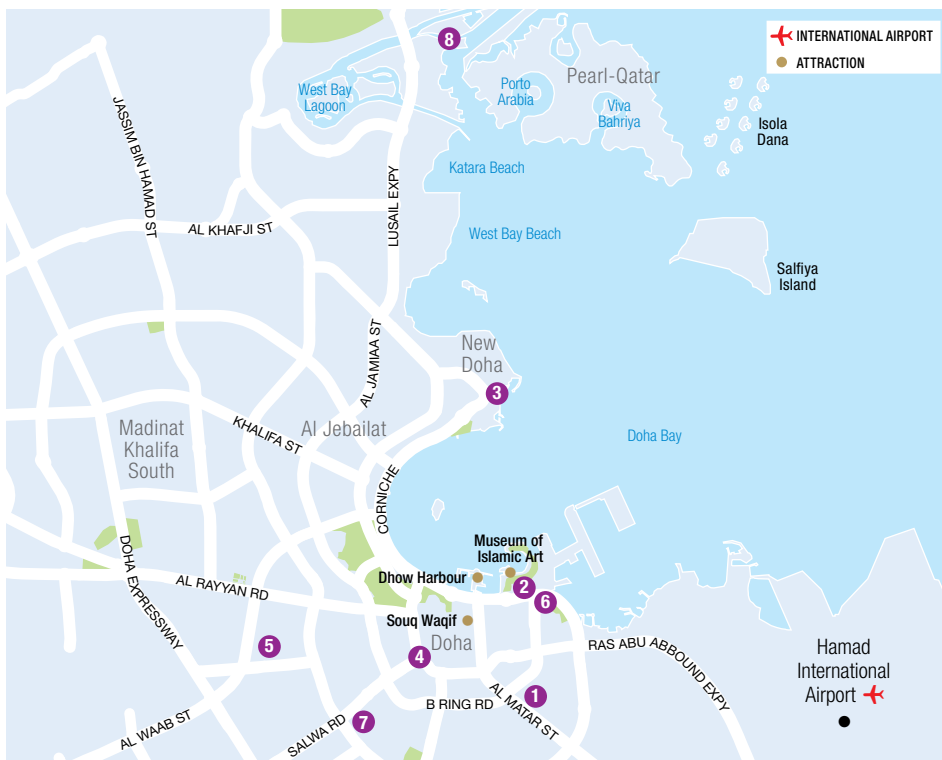 8
INTERNATIONAL AIRPORT
ATTRACTION
West Bay
Lagoon
Porto
Arabia
Pearl-Qatar
Viva
Bahriya
Isola
Dana
JASSIM BIN HAMAD ST
LUSAIL EXPY
Katara Beach
AL KHAFJI ST
West Bay Beach
Salfiya
Island
AL JAMIAA ST
New
Doha
3
Madinat
Khalifa
South
KHALIFA ST
Al Jebailat
Doha Bay
CORNICHE
DOHA EXPRESSWAY
Museum of
Islamic Art
AL RAYYAN RD
Dhow Harbour
2
6
Souq Waqif
Doha
5
4
RAS ABU ABBOUND EXPY
Hamad
International
Airport
1
B RING RD
AL MATAR ST
7
AL WAAB ST
SALWA RD